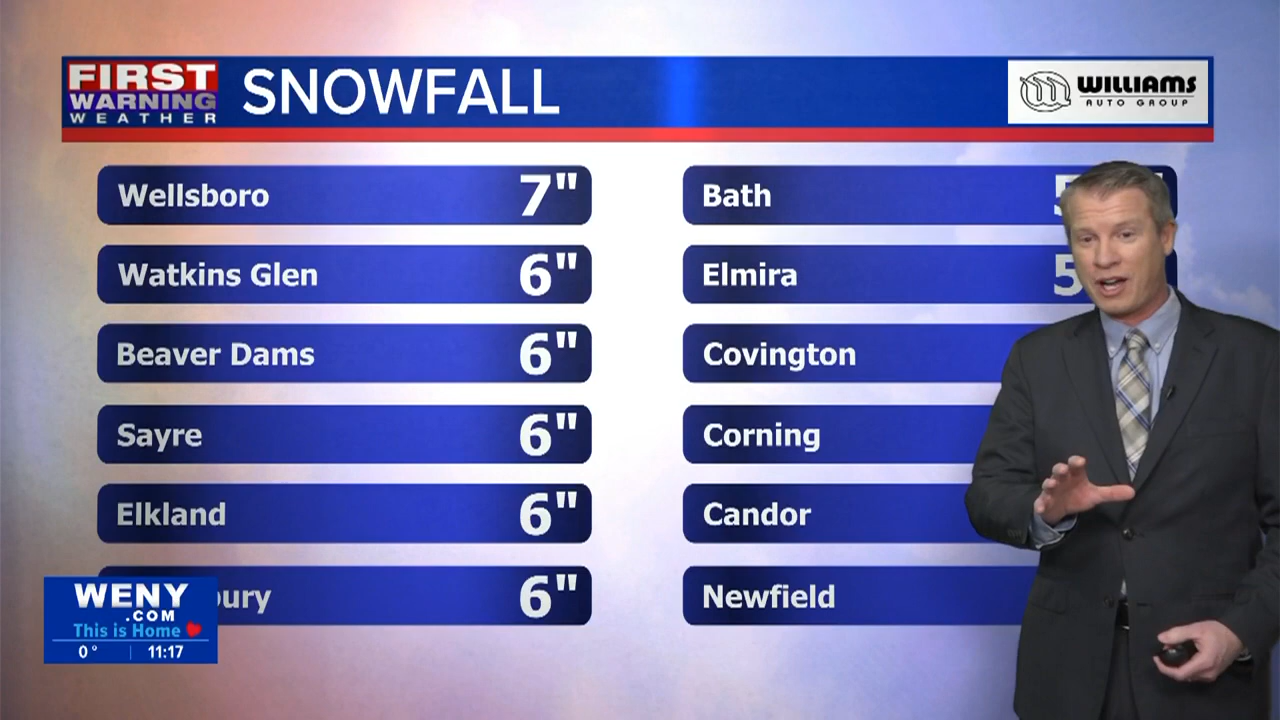 FIRST
WARNING
WEATHER
SNOWFALL
WILLIAMS
AUTO GROUP
Wellsboro 7"
Watkins Glen 6"
Beaver Dams 6"
Sayre 6"
Elkland 6"
6"
Bath
Elmira 5
Covington
Corning
Candor
Newfield
WENY
.COM
This is Home
0° 11:17